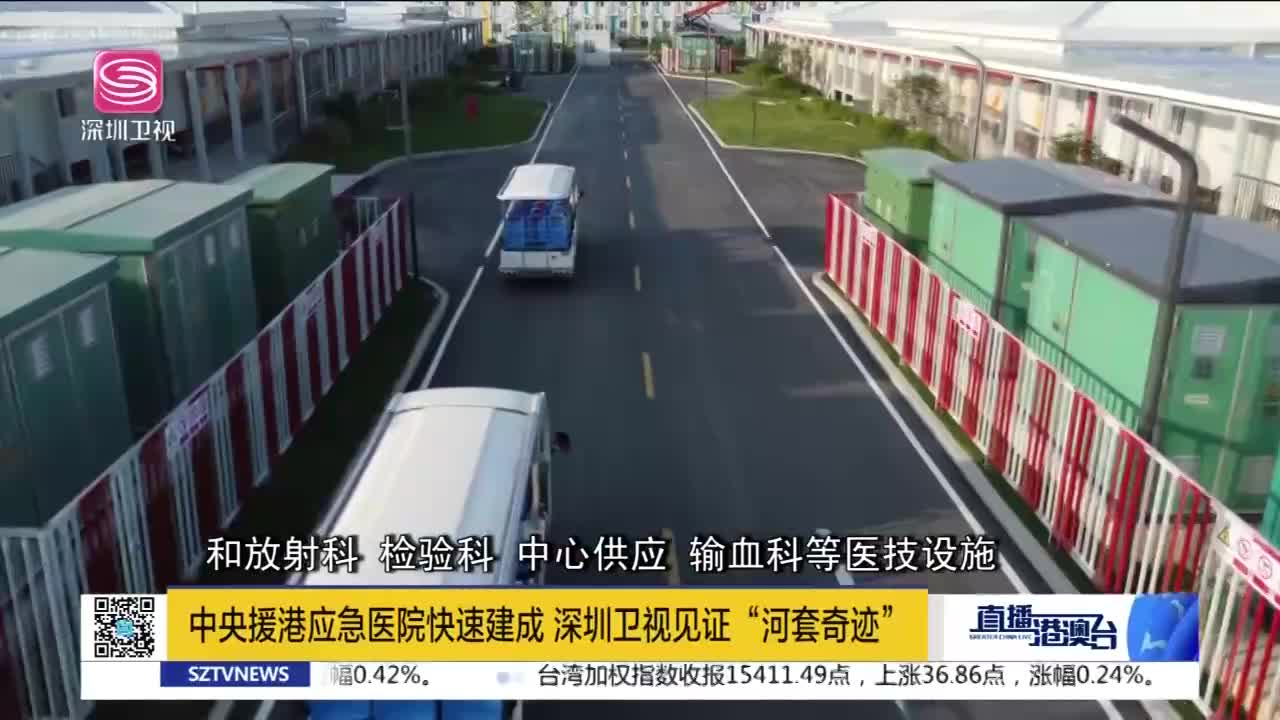 深圳卫视
和放射科 检验科 中心供应 输血科等医技设施
中央援港应急医院快速建成 深圳卫视见证“河套奇迹”
直播港澳台
GREATER CHINA LIVE
SZTVNEWS
幅0.42%。 台湾加权指数收报15411.49点，上涨36.86点，涨幅0.24%。